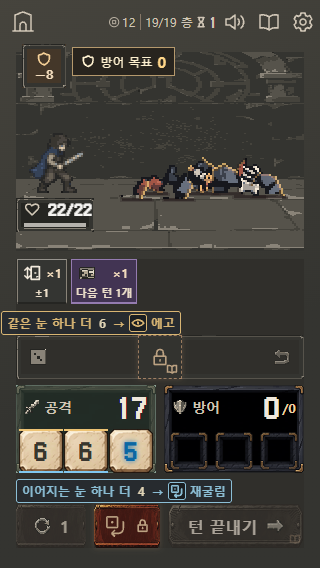 12 19/19 층 1
-8
방어 목표 0
22/22
×1
±1
×1
다음 턴 1개
같은 눈 하나 더 6 → 예고
공격 17
방어 0/0
6 6 5
이어지는 눈 하나 더 4 → 재굴림
1
턴 끝내기